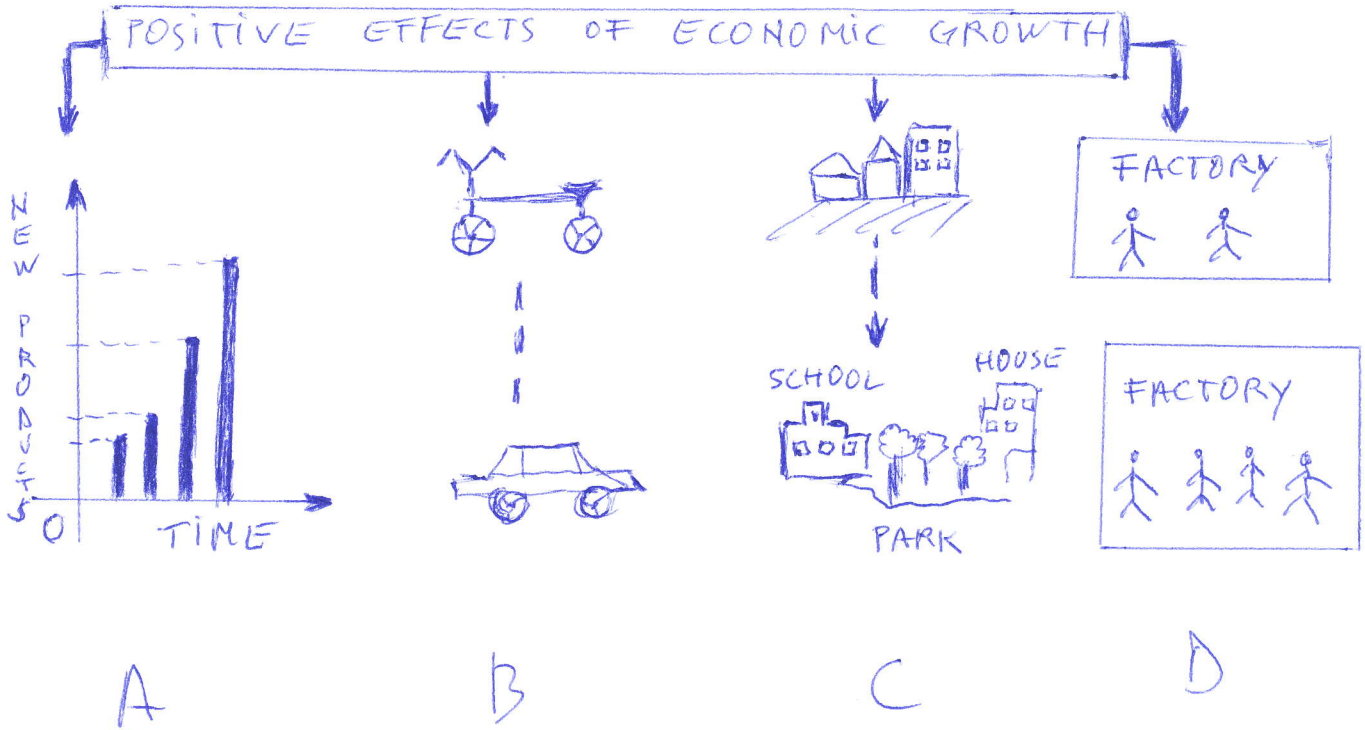 POSITIVE EFFECTS OF ECONOMIC GROWTH
NEW PRODUCTS
0
TIME
SCHOOL
HOUSE
PARK
FACTORY
FACTORY
A
B
C
D